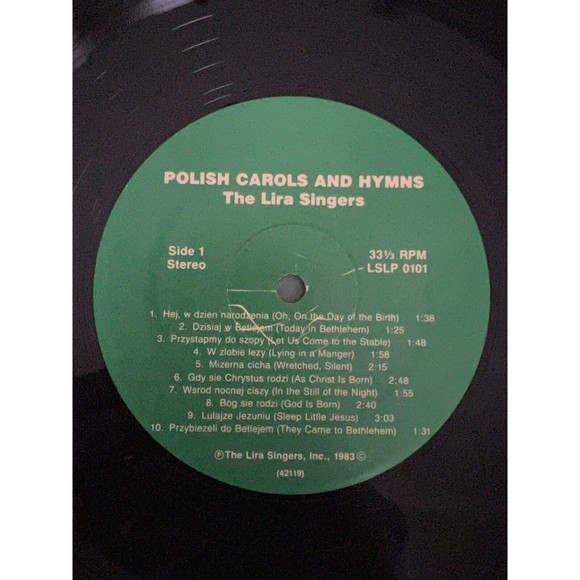 POLISH CAROLS AND HYMNS
The Lira Singers
Side 1
Stereo
33⅓ RPM
LSLP 0101
1. Hej, w dzien narodzenia (Oh, On the Day of the Birth) 1:38
2. Dzisiaj w Betlejem (Today in Bethlehem) 1:25
3. Przystapmy do szopy (Let Us Come to the Stable) 1:48
4. W zlobie lezy (Lying in a Manger) 1:58
5. Mizerna cicha (Wretched, Silent) 2:15
6. Gdy sie Chrystus rodzi (As Christ Is Born) 2:48
7. Wsrod nocnej ciszy (In the Still of the Night) 1:55
8. Bog sie rodzi (God Is Born) 2:40
9. Lulajze Jezuniu (Sleep Little Jesus) 3:03
10. Przybiezeli do Betlejem (They Came to Bethlehem) 1:31
℗The Lira Singers, Inc., 1983©
(42119)